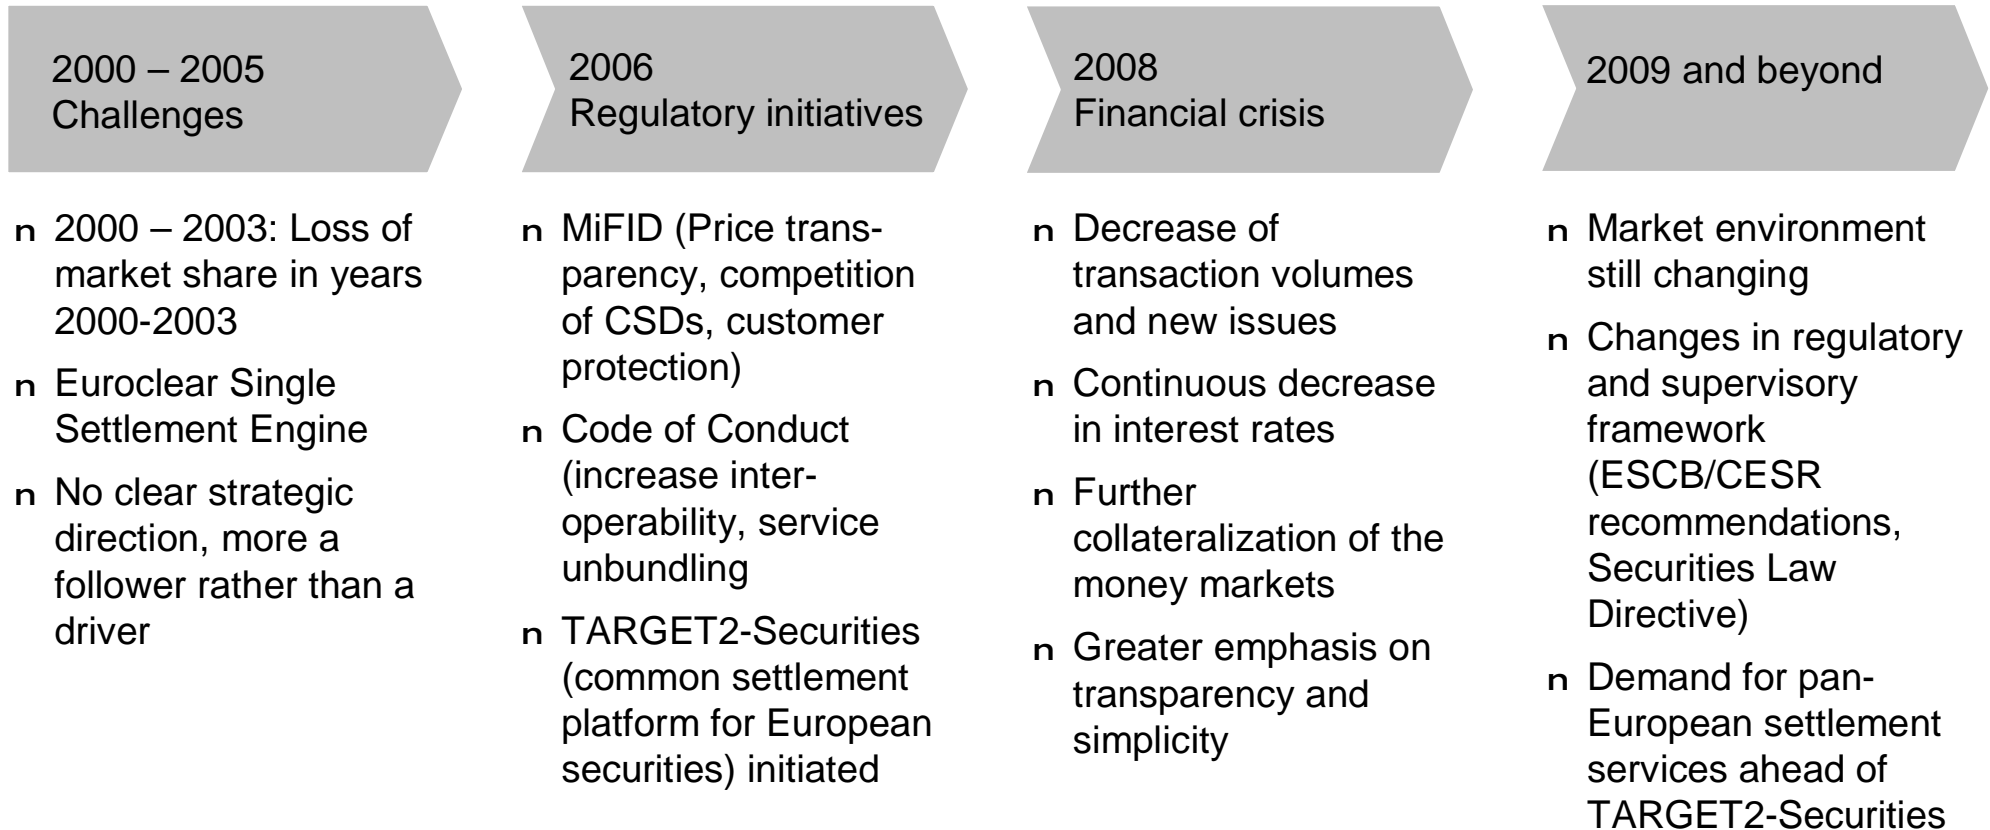 2000 – 2005
Challenges
n 2000 – 2003: Loss of
market share in years
2000-2003
n Euroclear Single
Settlement Engine
n No clear strategic
direction, more a
follower rather than a
driver
2006
Regulatory initiatives
n MiFID (Price trans-
parency, competition
of CSDs, customer
protection)
n Code of Conduct
(increase inter-
operability, service
unbundling
n TARGET2-Securities
(common settlement
platform for European
securities) initiated
2008
Financial crisis
n Decrease of
transaction volumes
and new issues
n Continuous decrease
in interest rates
n Further
collateralization of the
money markets
n Greater emphasis on
transparency and
simplicity
2009 and beyond
n Market environment
still changing
n Changes in regulatory
and supervisory
framework
(ESCB/CESR
recommendations,
Securities Law
Directive)
n Demand for pan-
European settlement
services ahead of
TARGET2-Securities